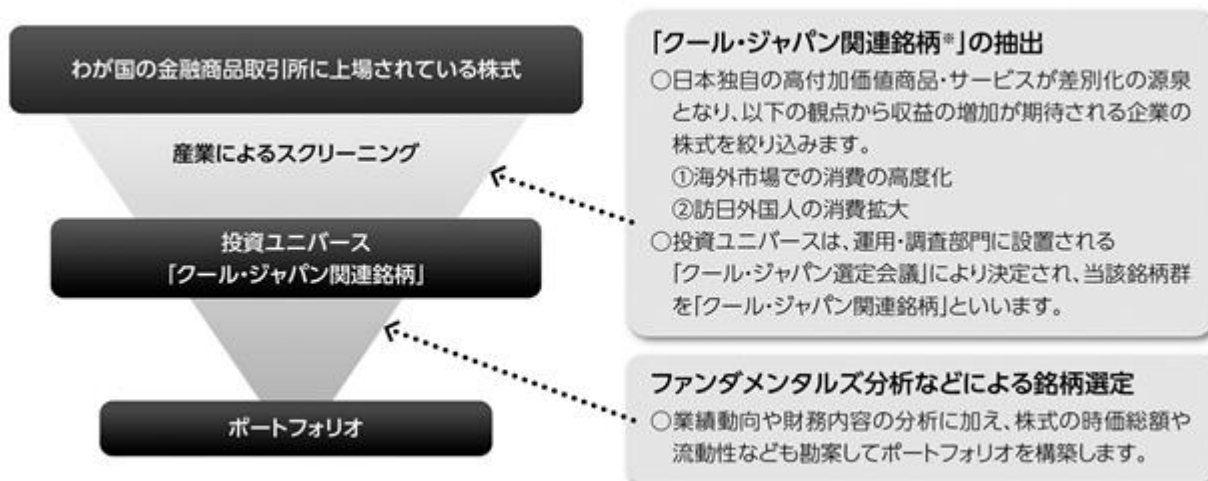 わが国の金融商品取引所に上場されている株式
産業によるスクリーニング
投資ユニバース
「クール・ジャパン関連銘柄」
ポートフォリオ
「クール・ジャパン関連銘柄※」の抽出
○日本独自の高付加価値商品・サービスが差別化の源泉
となり、以下の観点から収益の増加が期待される企業の
株式を絞り込みます。
①海外市場での消費の高度化
②訪日外国人の消費拡大
○投資ユニバースは、運用・調査部門に設置される
「クール・ジャパン選定会議」により決定され、当該銘柄群
を「クール・ジャパン関連銘柄」といいます。
ファンダメンタルズ分析などによる銘柄選定
○業績動向や財務内容の分析に加え、株式の時価総額や
流動性なども勘案してポートフォリオを構築します。